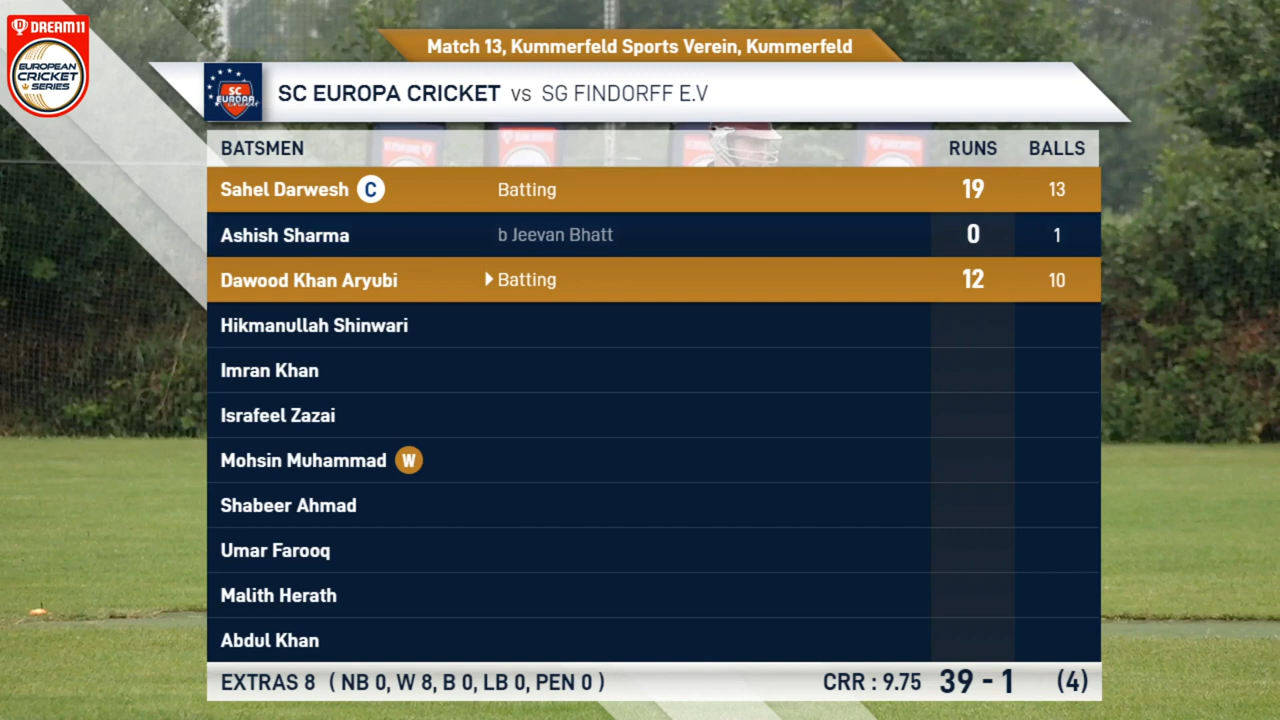 DREAM11
EUROPEAN
CRICKET
SERIES
Match 13, Kummerfeld Sports Verein, Kummerfeld
SC
EUROPA
cricket
SC EUROPA CRICKET vs SG FINDORFF E.V
BATSMEN RUNS BALLS
Sahel Darwesh C Batting 19 13
Ashish Sharma b Jeevan Bhatt 0 1
Dawood Khan Aryubi Batting 12 10
Hikmanullah Shinwari
Imran Khan
Israfeel Zazai
Mohsin Muhammad W
Shabeer Ahmad
Umar Farooq
Malith Herath
Abdul Khan
EXTRAS 8 ( NB 0, W 8, B 0, LB 0, PEN 0 ) CRR : 9.75 39 - 1 (4)